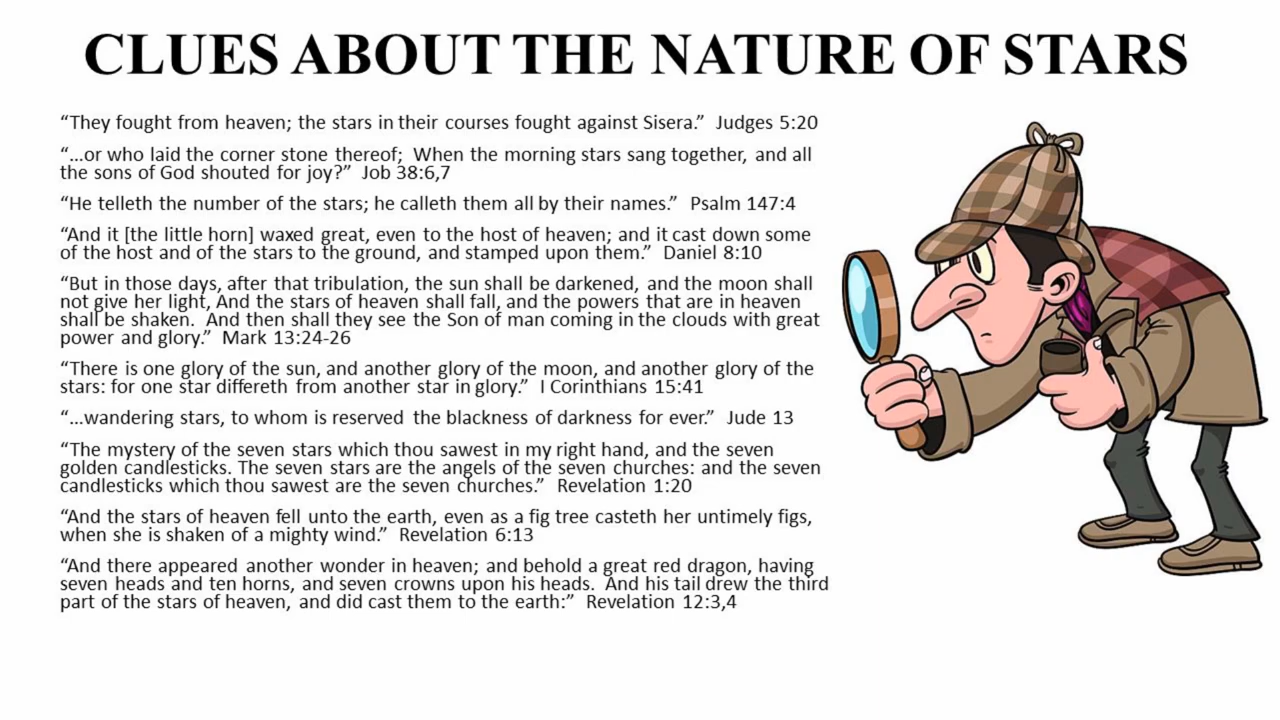 CLUES ABOUT THE NATURE OF STARS
“They fought from heaven; the stars in their courses fought against Sisera.” Judges 5:20
“...or who laid the corner stone thereof; When the morning stars sang together, and all
the sons of God shouted for joy?” Job 38:6,7
“He telleth the number of the stars; he calleth them all by their names.” Psalm 147:4
“And it [the little horn] waxed great, even to the host of heaven; and it cast down some
of the host and of the stars to the ground, and stamped upon them.” Daniel 8:10
“But in those days, after that tribulation, the sun shall be darkened, and the moon shall
not give her light, And the stars of heaven shall fall, and the powers that are in heaven
shall be shaken. And then shall they see the Son of man coming in the clouds with great
power and glory.” Mark 13:24-26
“There is one glory of the sun, and another glory of the moon, and another glory of the
stars: for one star differeth from another star in glory.” I Corinthians 15:41
“...wandering stars, to whom is reserved the blackness of darkness for ever.” Jude 13
“The mystery of the seven stars which thou sawest in my right hand, and the seven
golden candlesticks. The seven stars are the angels of the seven churches: and the seven
candlesticks which thou sawest are the seven churches.” Revelation 1:20
“And the stars of heaven fell unto the earth, even as a fig tree casteth her untimely figs,
when she is shaken of a mighty wind.” Revelation 6:13
“And there appeared another wonder in heaven; and behold a great red dragon, having
seven heads and ten horns, and seven crowns upon his heads. And his tail drew the third
part of the stars of heaven, and did cast them to the earth:” Revelation 12:3,4